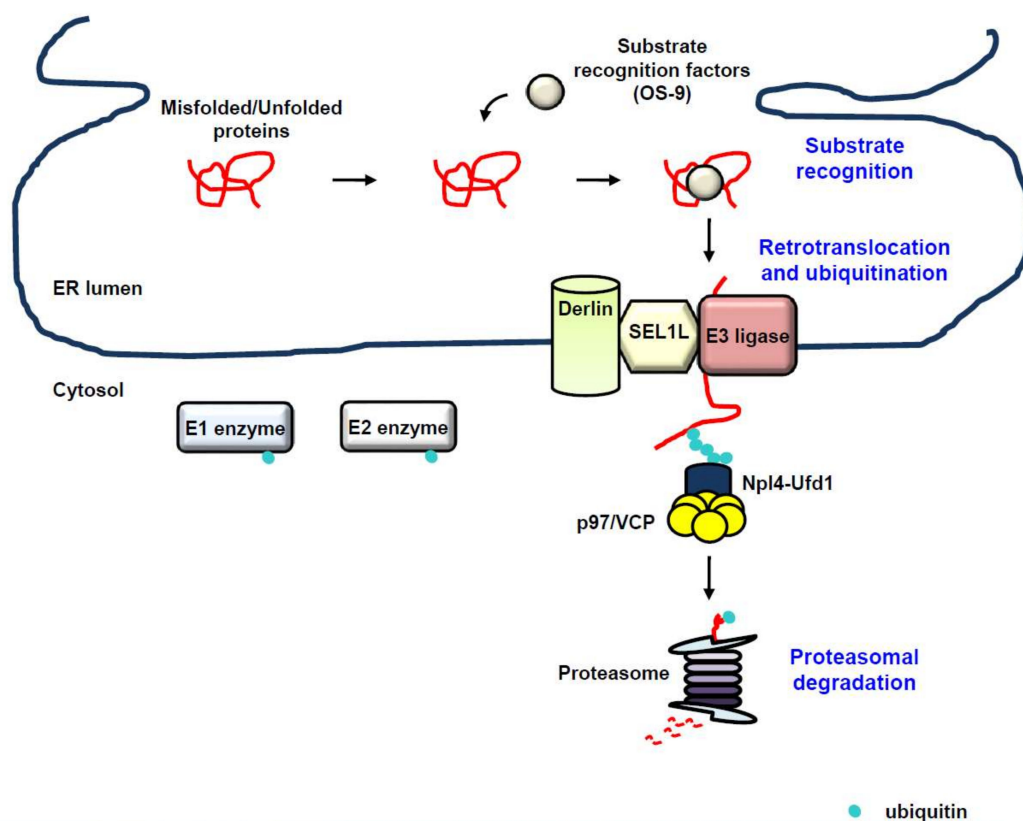 Substrate
recognition factors
(OS-9)
Misfolded/Unfolded
proteins
Substrate
recognition
Retrotranslocation
and ubiquitination
ER lumen
Derlin
SEL1L
E3 ligase
Cytosol
E1 enzyme
E2 enzyme
Npl4-Ufd1
p97/VCP
Proteasome
Proteasomal
degradation
ubiquitin